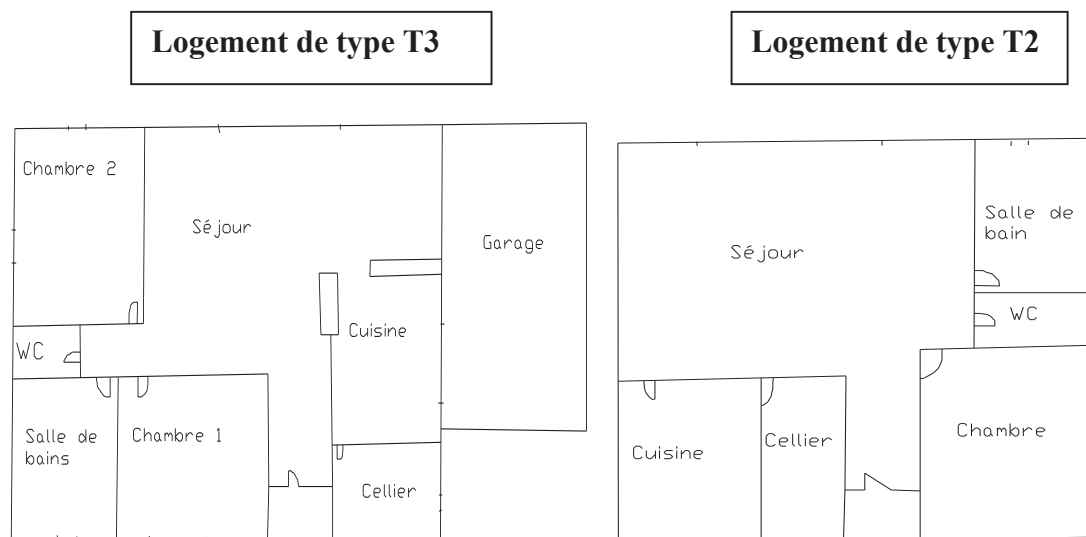 Logement de type T3
Chambre 2
Séjour
Garage
WC
Cuisine
Salle de
bains
Chambre 1
Cellier
Logement de type T2
Séjour
Salle de
bain
WC
Cuisine
Cellier
Chambre